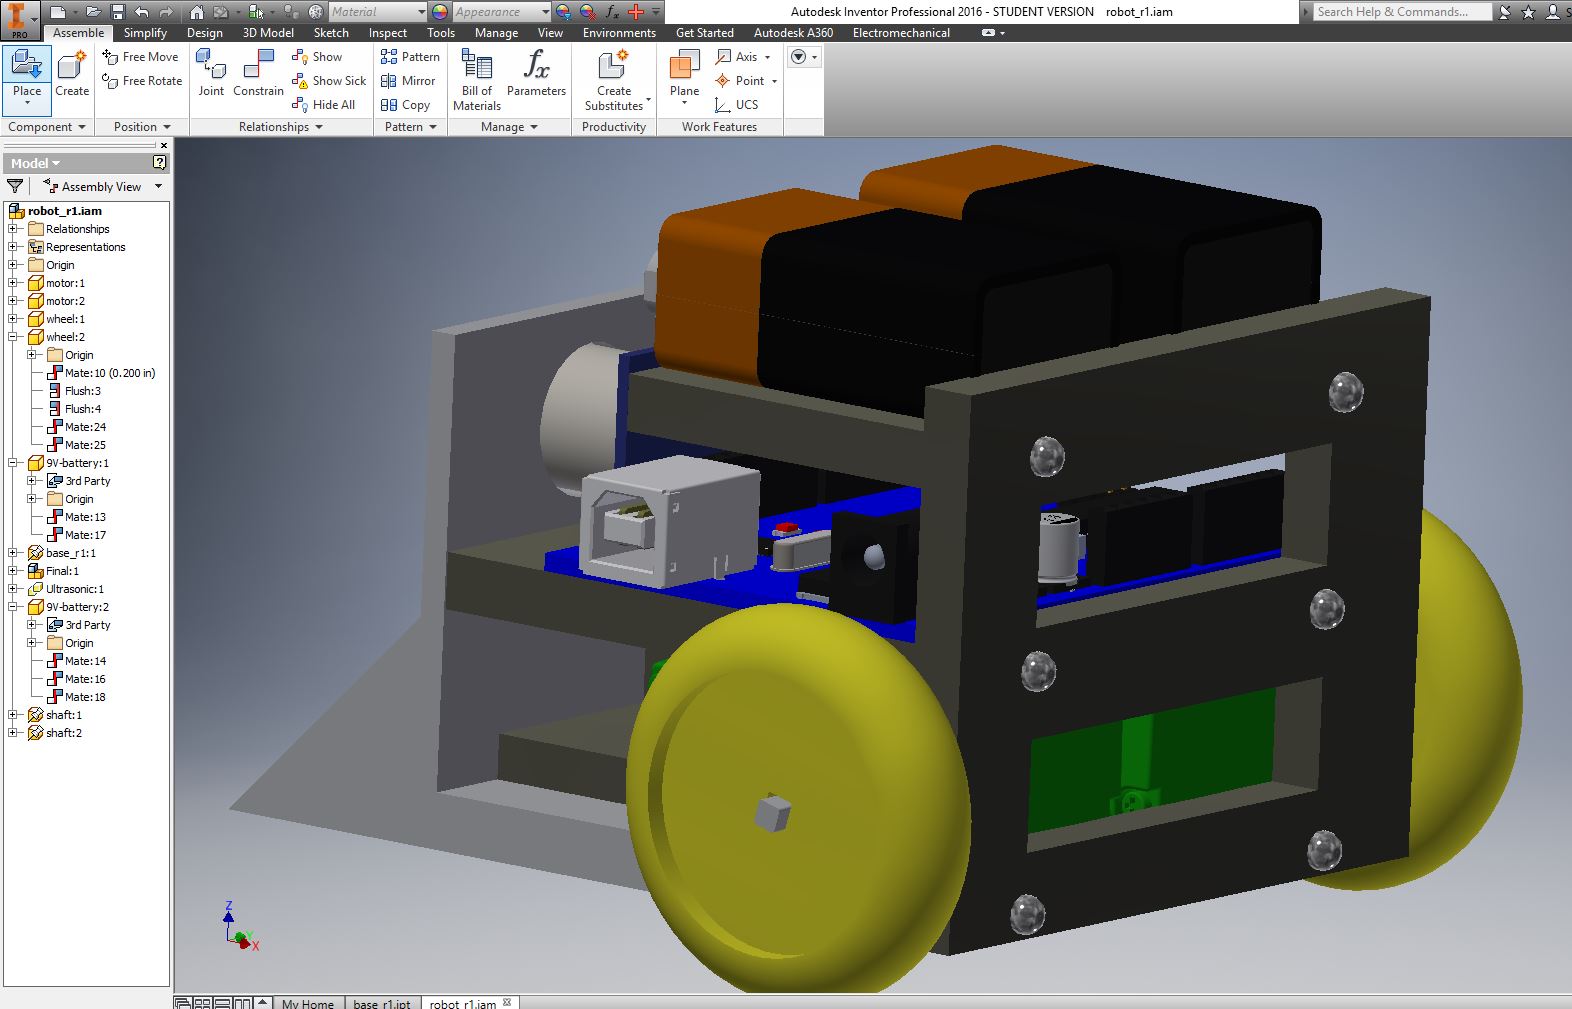 Material
Appearance
Autodesk Inventor Professional 2016 - STUDENT VERSION robot_r1.iam
Search Help & Commands...
PRO
Assemble Simplify Design 3D Model Sketch Inspect Tools Manage View Environments Get Started Autodesk A360 Electromechanical
Place
Create
Free Move
Free Rotate
Joint
Constrain
Show
Show Sick
Hide All
Pattern
Mirror
Copy
Bill of
Materials
fx
Parameters
Create
Substitutes
Plane
Axis
Point
UCS
Component
Position
Relationships
Pattern
Manage
Productivity
Work Features
Model
Assembly View
robot_r1.iam
Relationships
Representations
Origin
motor:1
motor:2
wheel:1
wheel:2
Origin
Mate:10 (0.200 in)
Flush:3
Flush:4
Mate:24
Mate:25
9V-battery:1
3rd Party
Origin
Mate:13
Mate:17
base_r1:1
Final:1
Ultrasonic:1
9V-battery:2
3rd Party
Origin
Mate:14
Mate:16
Mate:18
shaft:1
shaft:2
Z
Y
X
My Home
base_r1.ipt
robot_r1.iam